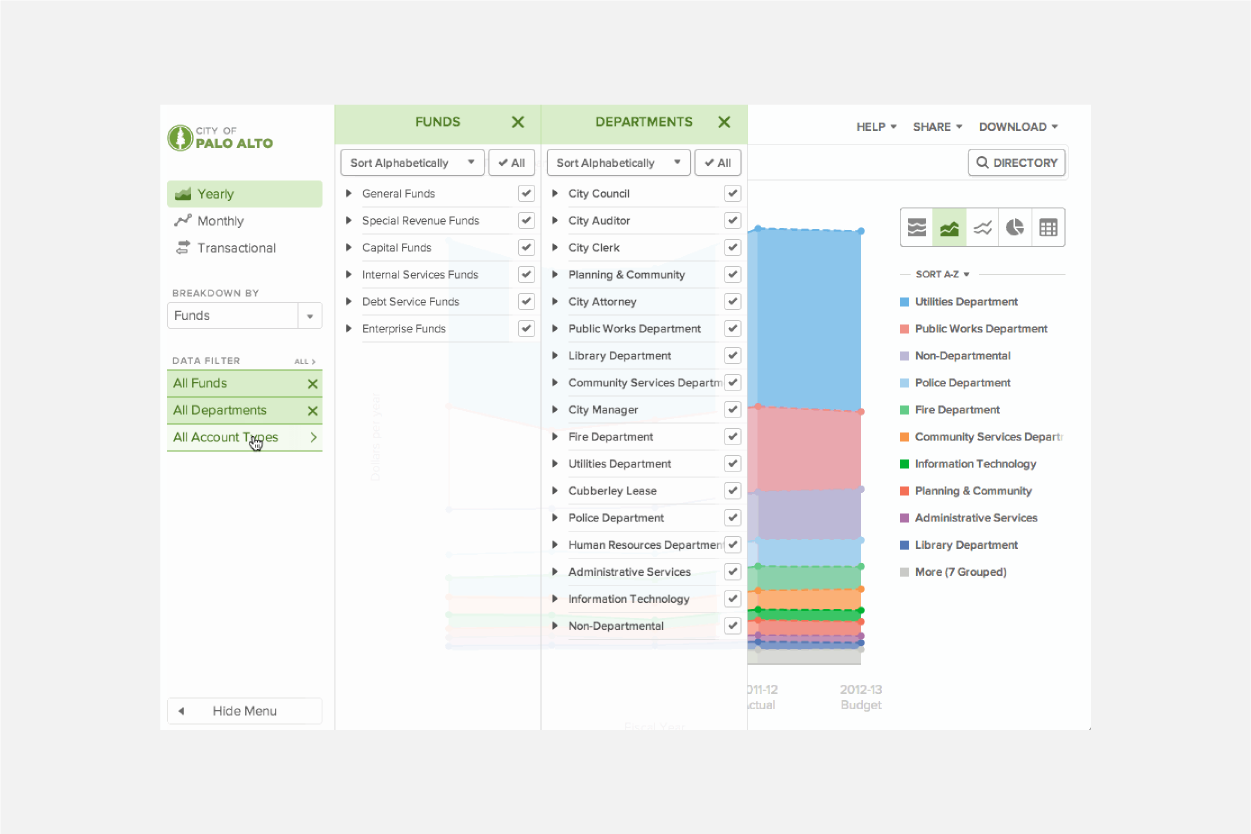 CITY OF
PALO ALTO
Yearly
Monthly
Transactional
BREAKDOWN BY
Funds
DATA FILTER
ALL
All Funds
All Departments
All Account Types
Hide Menu
FUNDS
Sort Alphabetically
All
General Funds
Special Revenue Funds
Capital Funds
Internal Services Funds
Debt Service Funds
Enterprise Funds
Dollars per year
DEPARTMENTS
Sort Alphabetically
All
City Council
City Auditor
City Clerk
Planning & Community
City Attorney
Public Works Department
Library Department
Community Services Departm
City Manager
Fire Department
Utilities Department
Cubberley Lease
Police Department
Human Resources Departmen
Administrative Services
Information Technology
Non-Departmental
HELP
SHARE
DOWNLOAD
DIRECTORY
SORT A-Z
Utilities Department
Public Works Department
Non-Departmental
Police Department
Fire Department
Community Services Depart
Information Technology
Planning & Community
Administrative Services
Library Department
More (7 Grouped)
011-12
ctual
2012-13
Budget